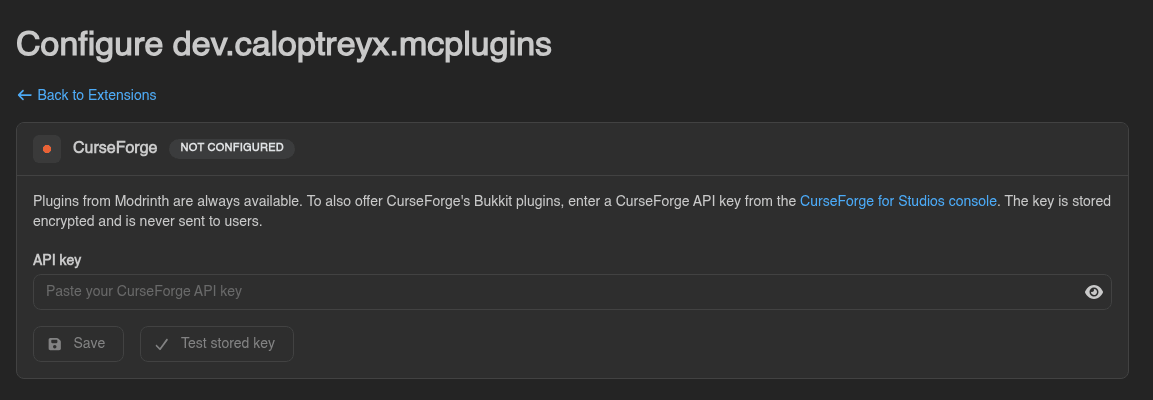 Configure dev.caloptreyx.mcplugins
Back to Extensions
CurseForge NOT CONFIGURED
Plugins from Modrinth are always available. To also offer CurseForge's Bukkit plugins, enter a CurseForge API key from the CurseForge for Studios console. The key is stored
encrypted and is never sent to users.
API key
Paste your CurseForge API key
Save Test stored key